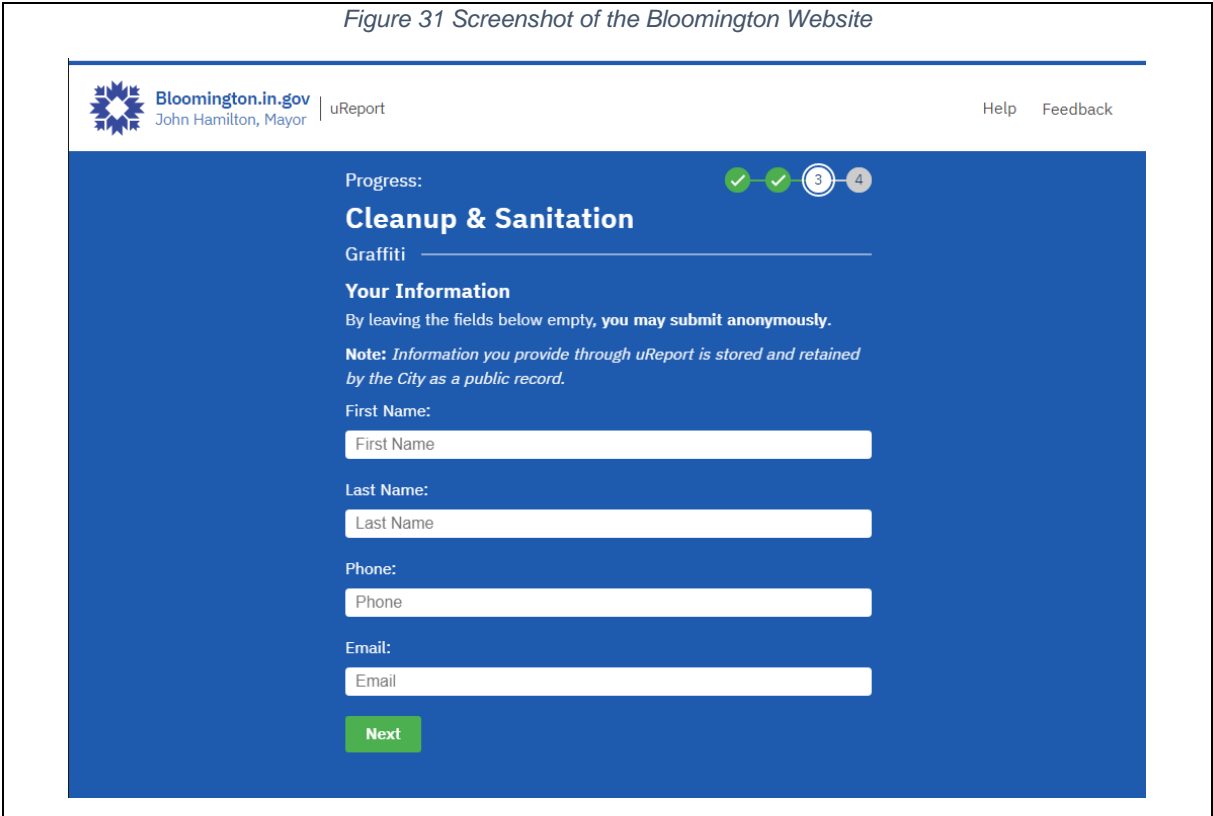 Figure 31 Screenshot of the Bloomington Website
Bloomington.in.gov
John Hamilton, Mayor
uReport
Help
Feedback
Progress:
3
4
Cleanup & Sanitation
Graffiti
Your Information
By leaving the fields below empty, you may submit anonymously.
Note: Information you provide through uReport is stored and retained
by the City as a public record.
First Name:
First Name
Last Name:
Last Name
Phone:
Phone
Email:
Email
Next